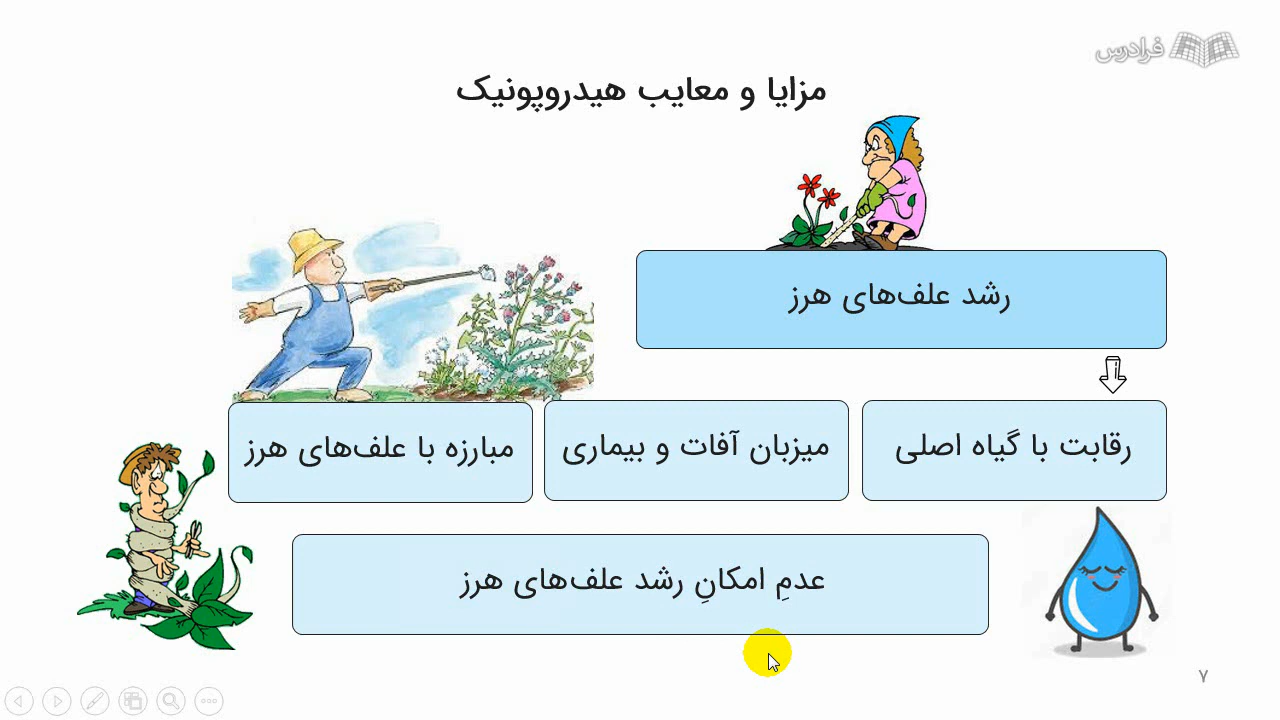 فرادرس
مزایا و معایب هیدروپونیک
رشد علف‌های هرز
رقابت با گیاه اصلی
میزبان آفات و بیماری
مبارزه با علف‌های هرز
عدمِ امکانِ رشد علف‌های هرز
۷